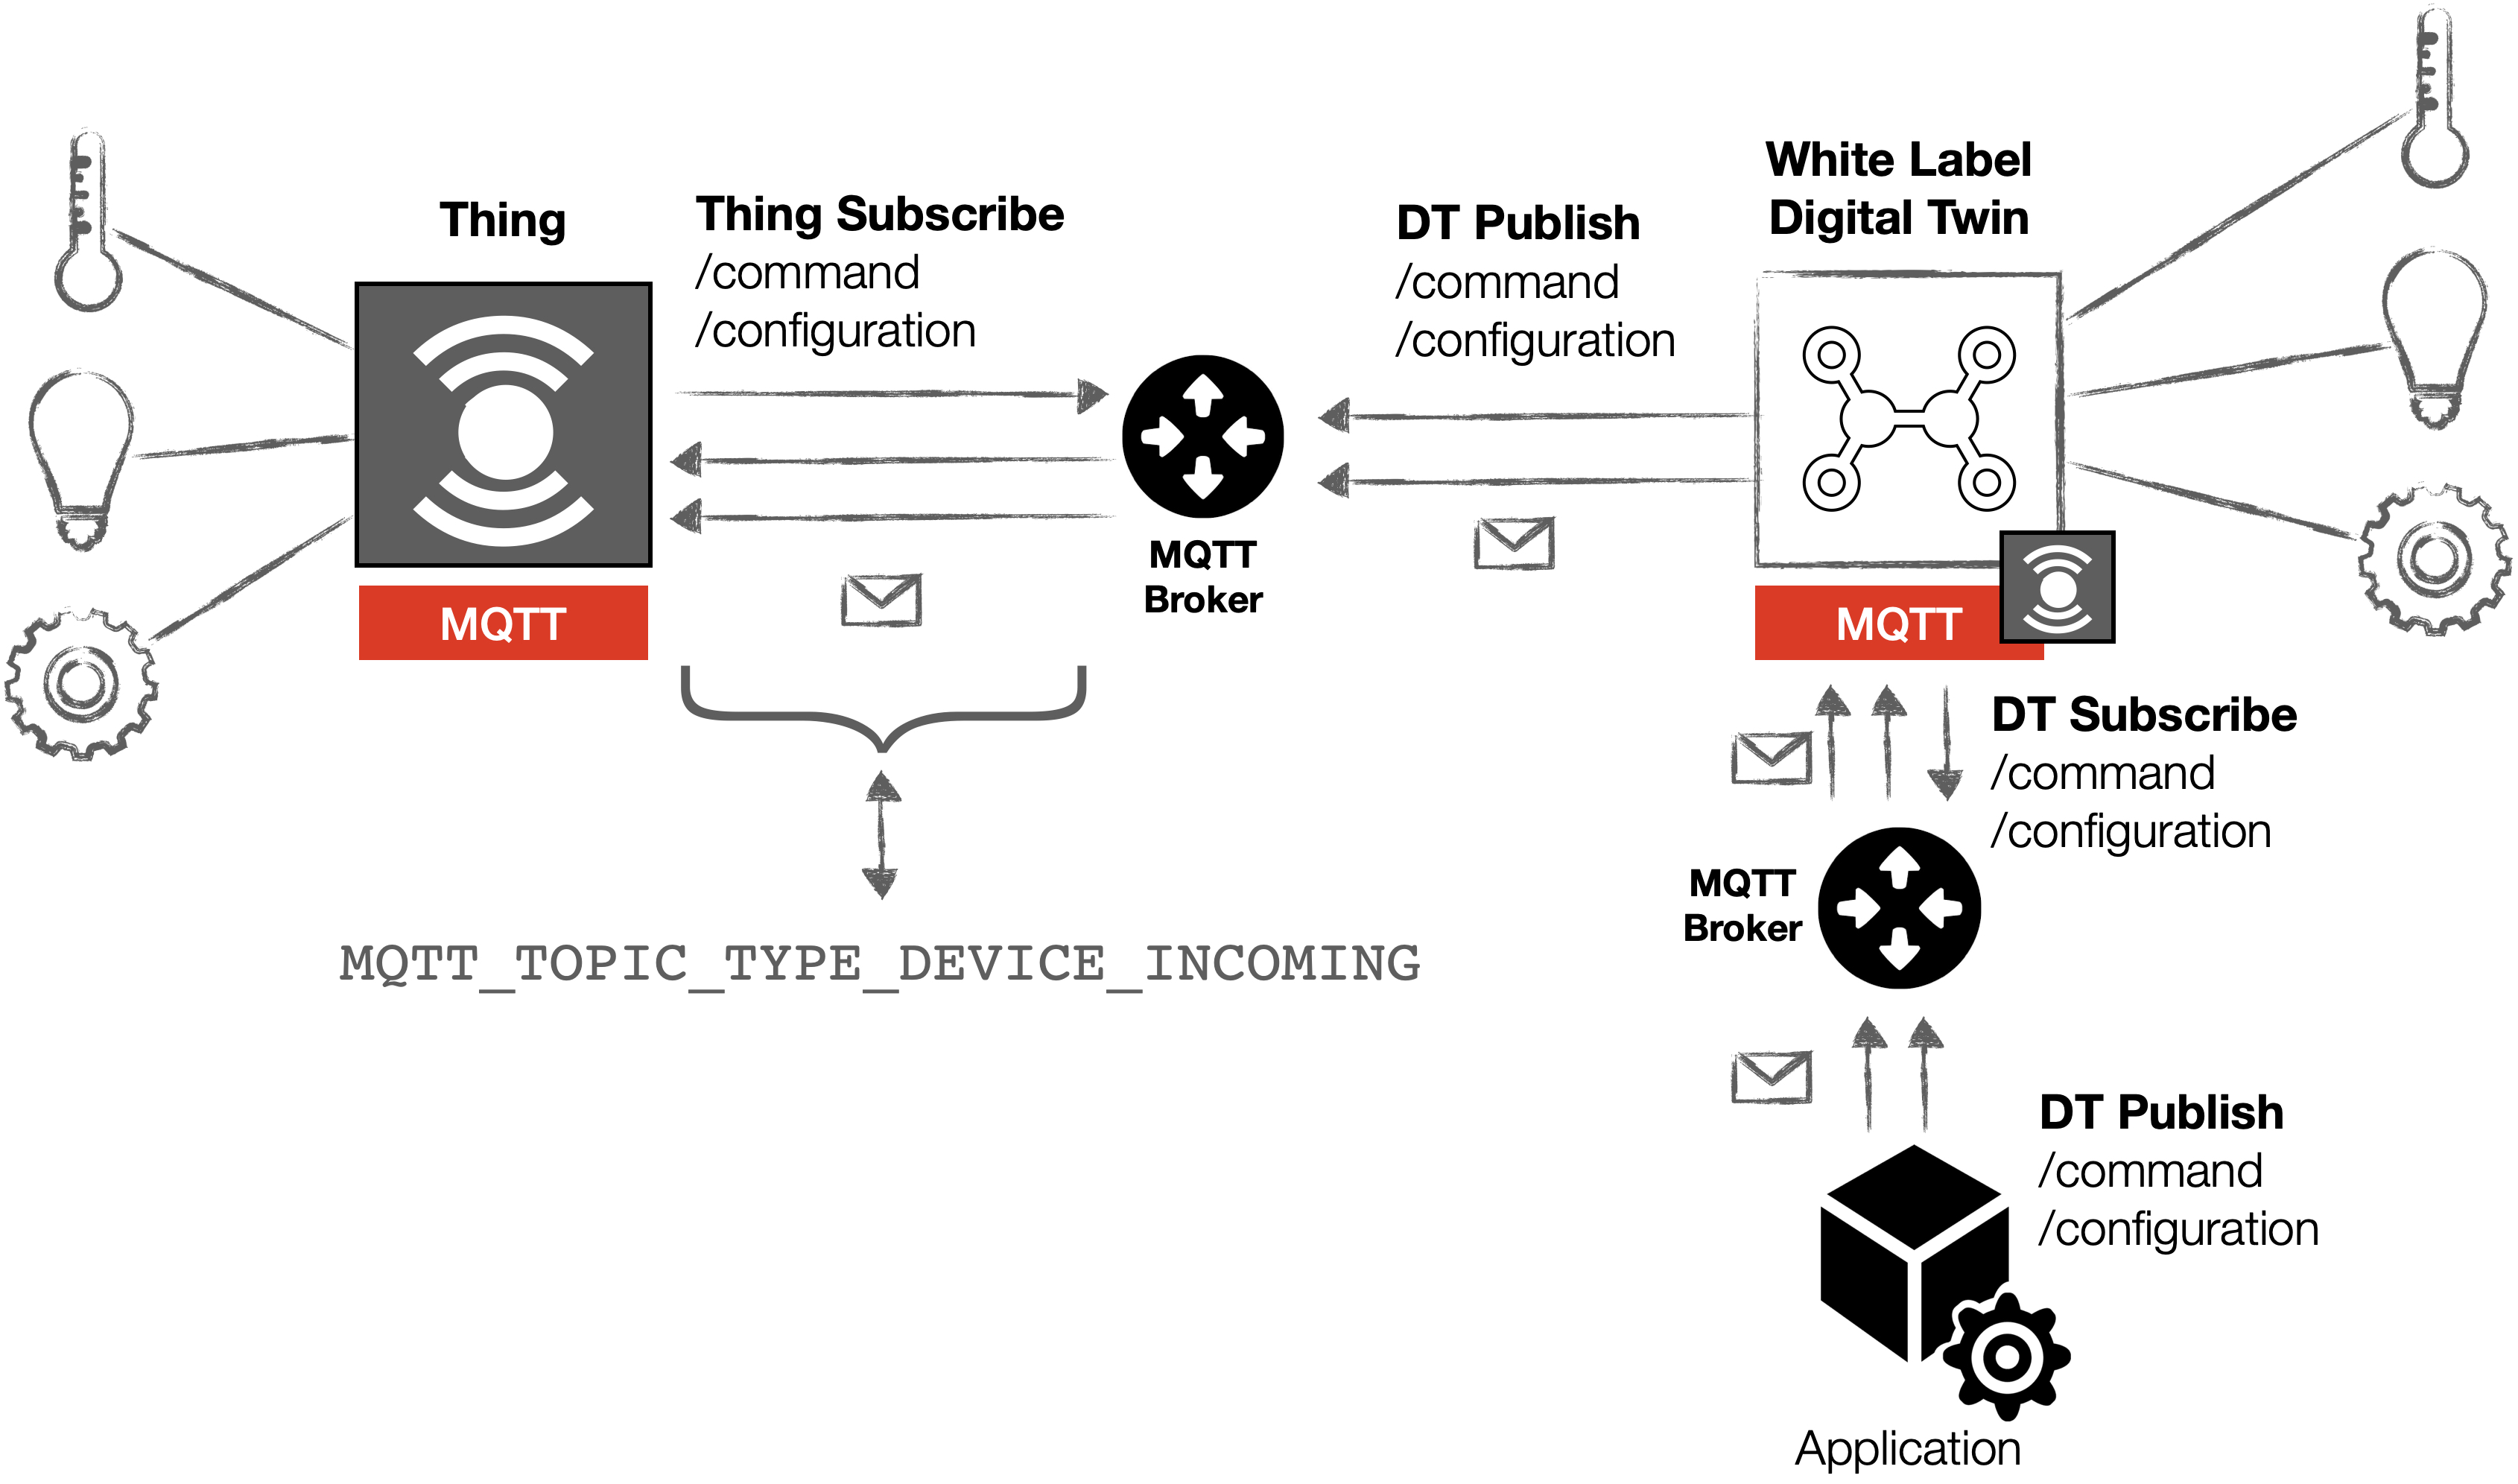 Thing
MQTT
Thing Subscribe
/command
/configuration
MQTT
Broker
DT Publish
/command
/configuration
White Label
Digital Twin
MQTT
MQTT_TOPIC_TYPE_DEVICE_INCOMING
DT Subscribe
/command
/configuration
MQTT
Broker
DT Publish
/command
/configuration
Application